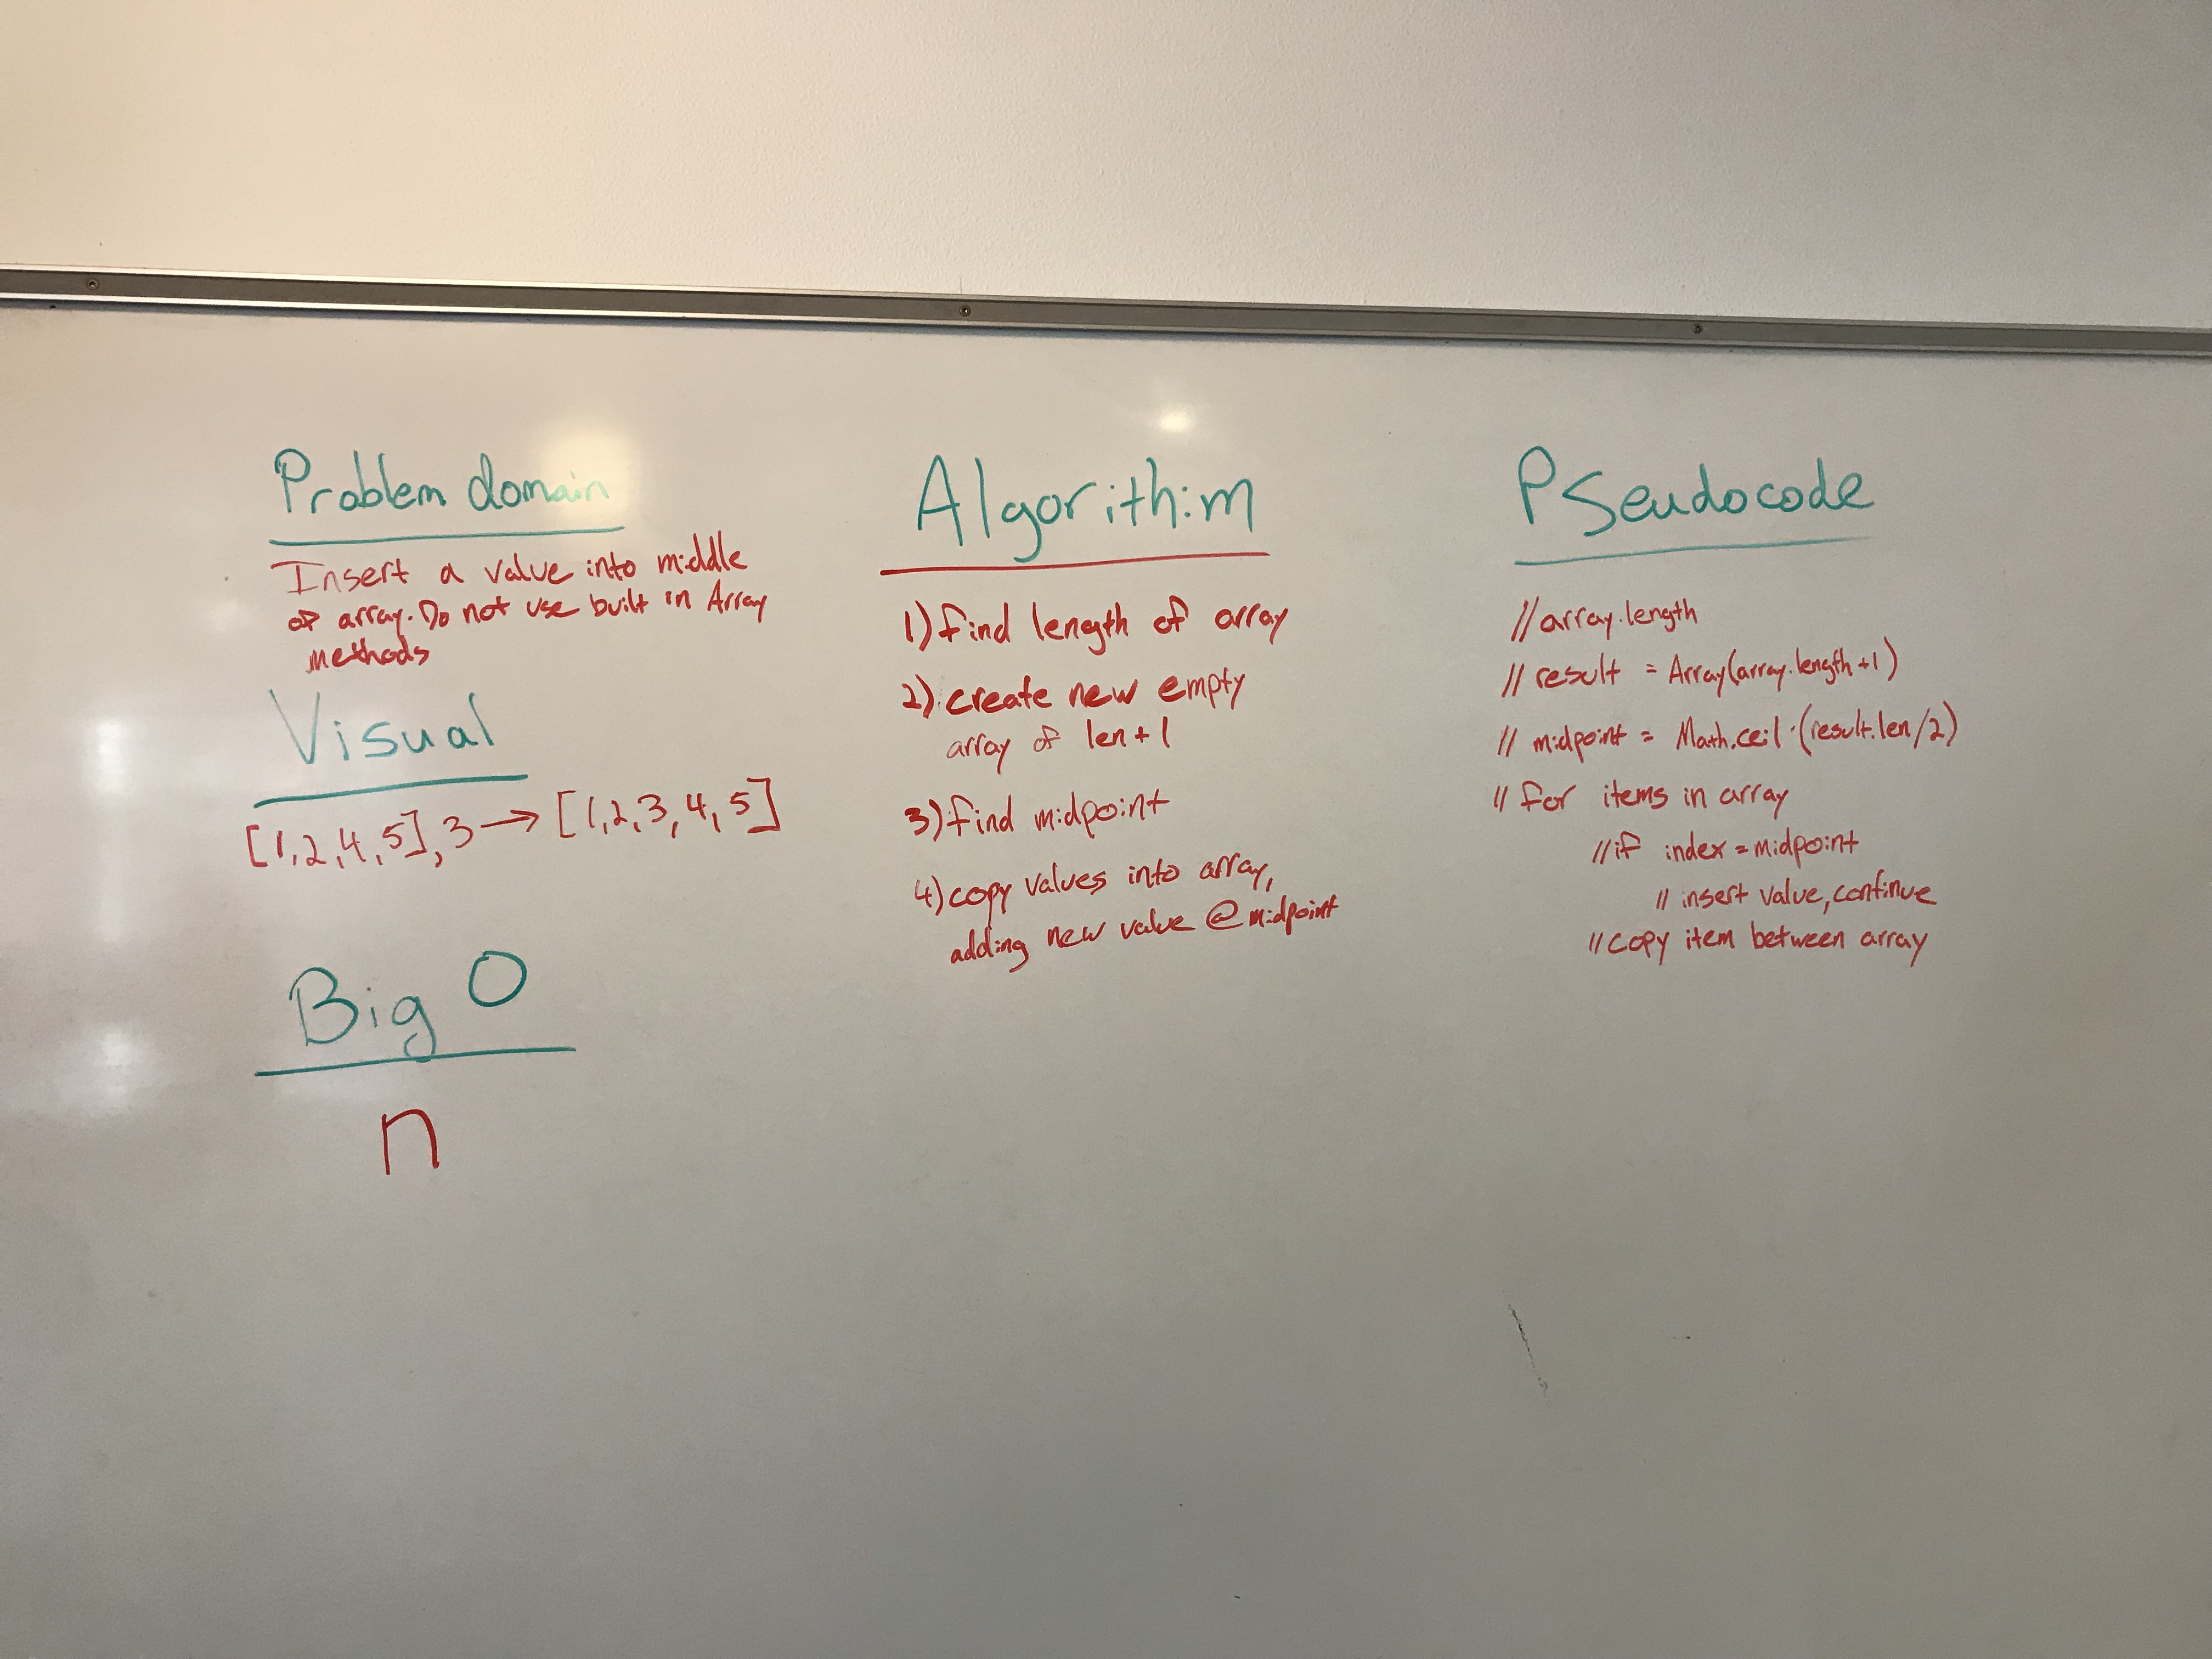 Problem domain
Insert a value into middle
of array. Do not use built in Array
methods
Visual
[1,2,4,5],3 → [1,2,3,4,5]
Big O
n
Algorithim
1) find length of array
2) create new empty
array of len+1
3) find midpoint
4) copy values into array,
adding new value @ midpoint
Pseudocode
// array.length
// result = Array(array.length+1)
// midpoint = Math.ceil.(result.len/2)
// for items in array
// if index = midpoint
// insert value, continue
// copy item between array